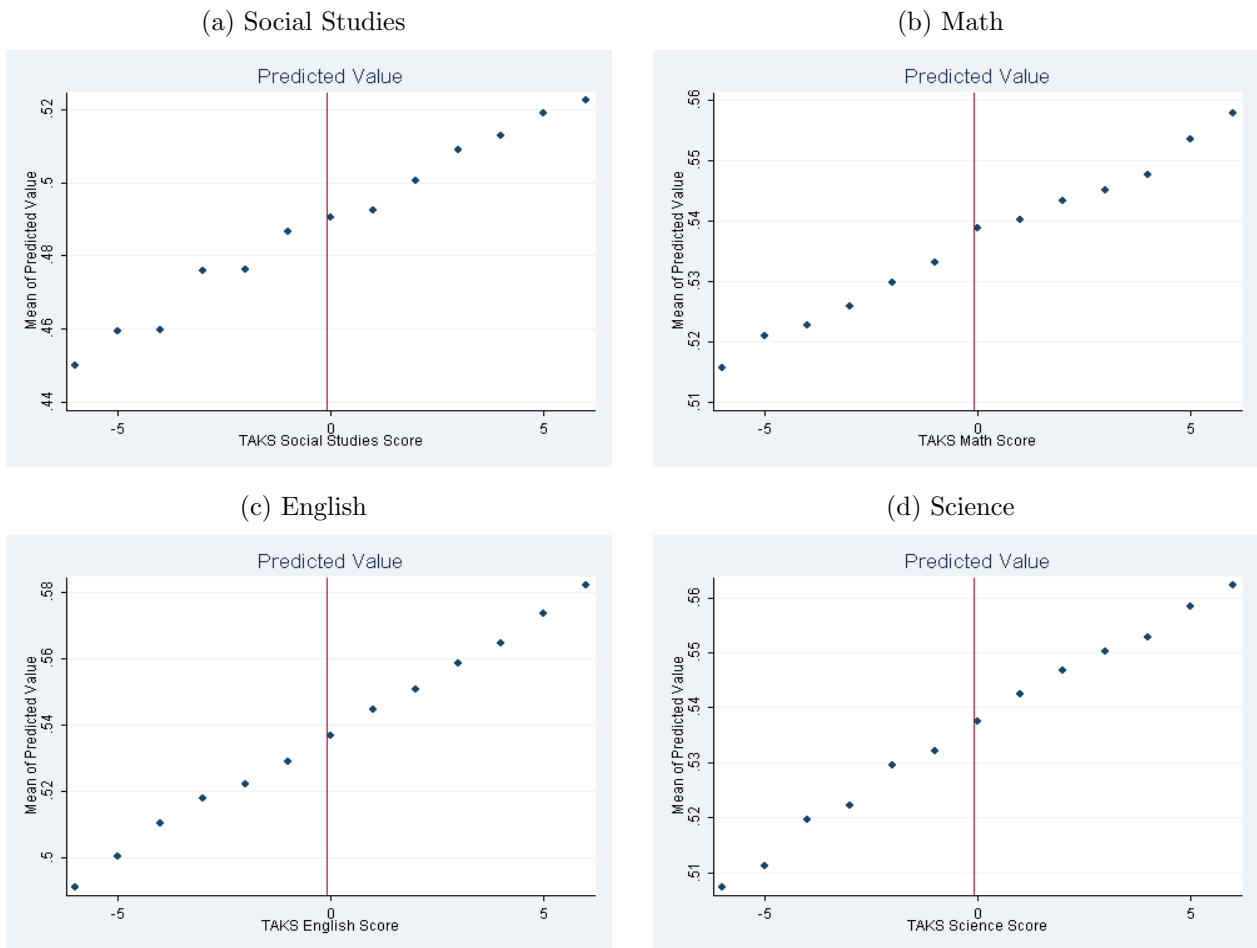 (a) Social Studies
Predicted Value
Mean of Predicted Value
.52
.5
.48
.46
.44
-5
0
5
TAKS Social Studies Score
(b) Math
Predicted Value
Mean of Predicted Value
.56
.55
.54
.53
.52
.51
-5
0
5
TAKS Math Score
(c) English
Predicted Value
Mean of Predicted Value
.58
.56
.54
.52
.5
-5
0
5
TAKS English Score
(d) Science
Predicted Value
Mean of Predicted Value
.56
.55
.54
.53
.52
.51
-5
0
5
TAKS Science Score